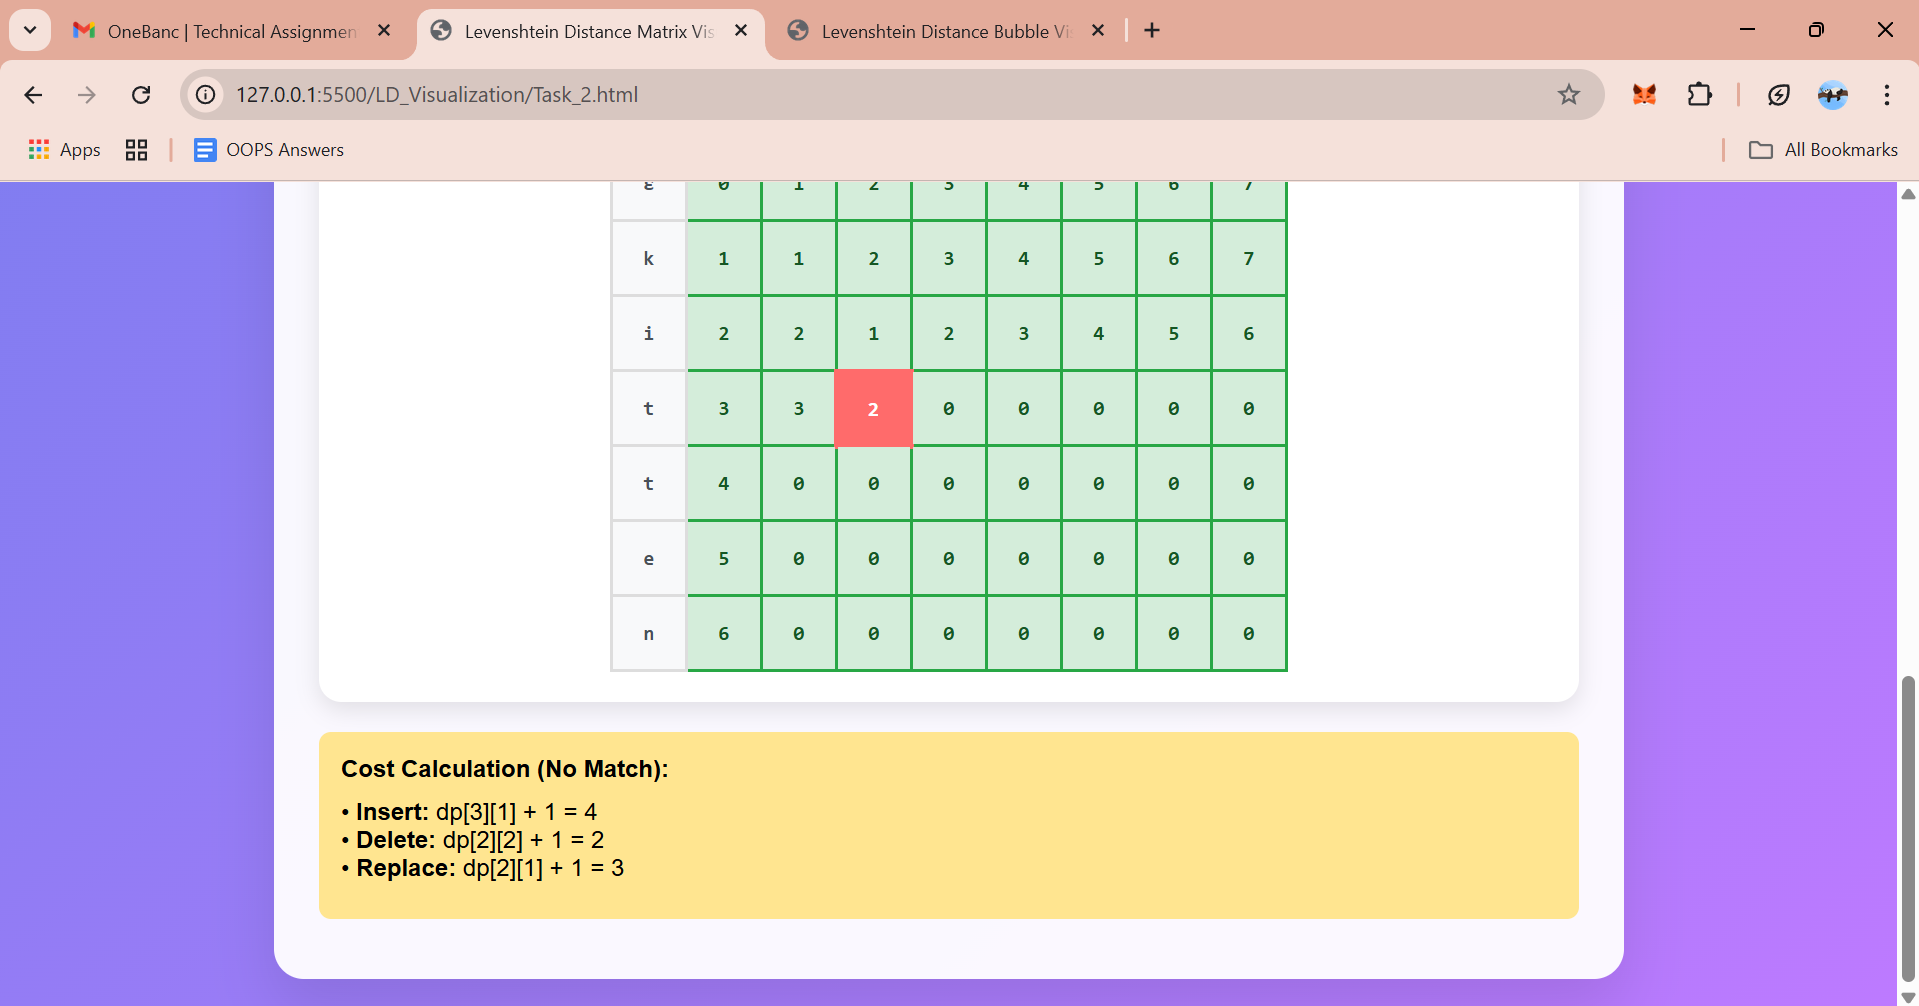 OneBanc | Technical Assignmen
Levenshtein Distance Matrix Vis
Levenshtein Distance Bubble Vi
127.0.0.1:5500/LD_Visualization/Task_2.html
Apps
OOPS Answers
All Bookmarks
ε 0 1 2 3 4 5 6 7
k 1 1 2 3 4 5 6 7
i 2 2 1 2 3 4 5 6
t 3 3 2 0 0 0 0 0
t 4 0 0 0 0 0 0 0
e 5 0 0 0 0 0 0 0
n 6 0 0 0 0 0 0 0
Cost Calculation (No Match):
• Insert: dp[3][1] + 1 = 4
• Delete: dp[2][2] + 1 = 2
• Replace: dp[2][1] + 1 = 3